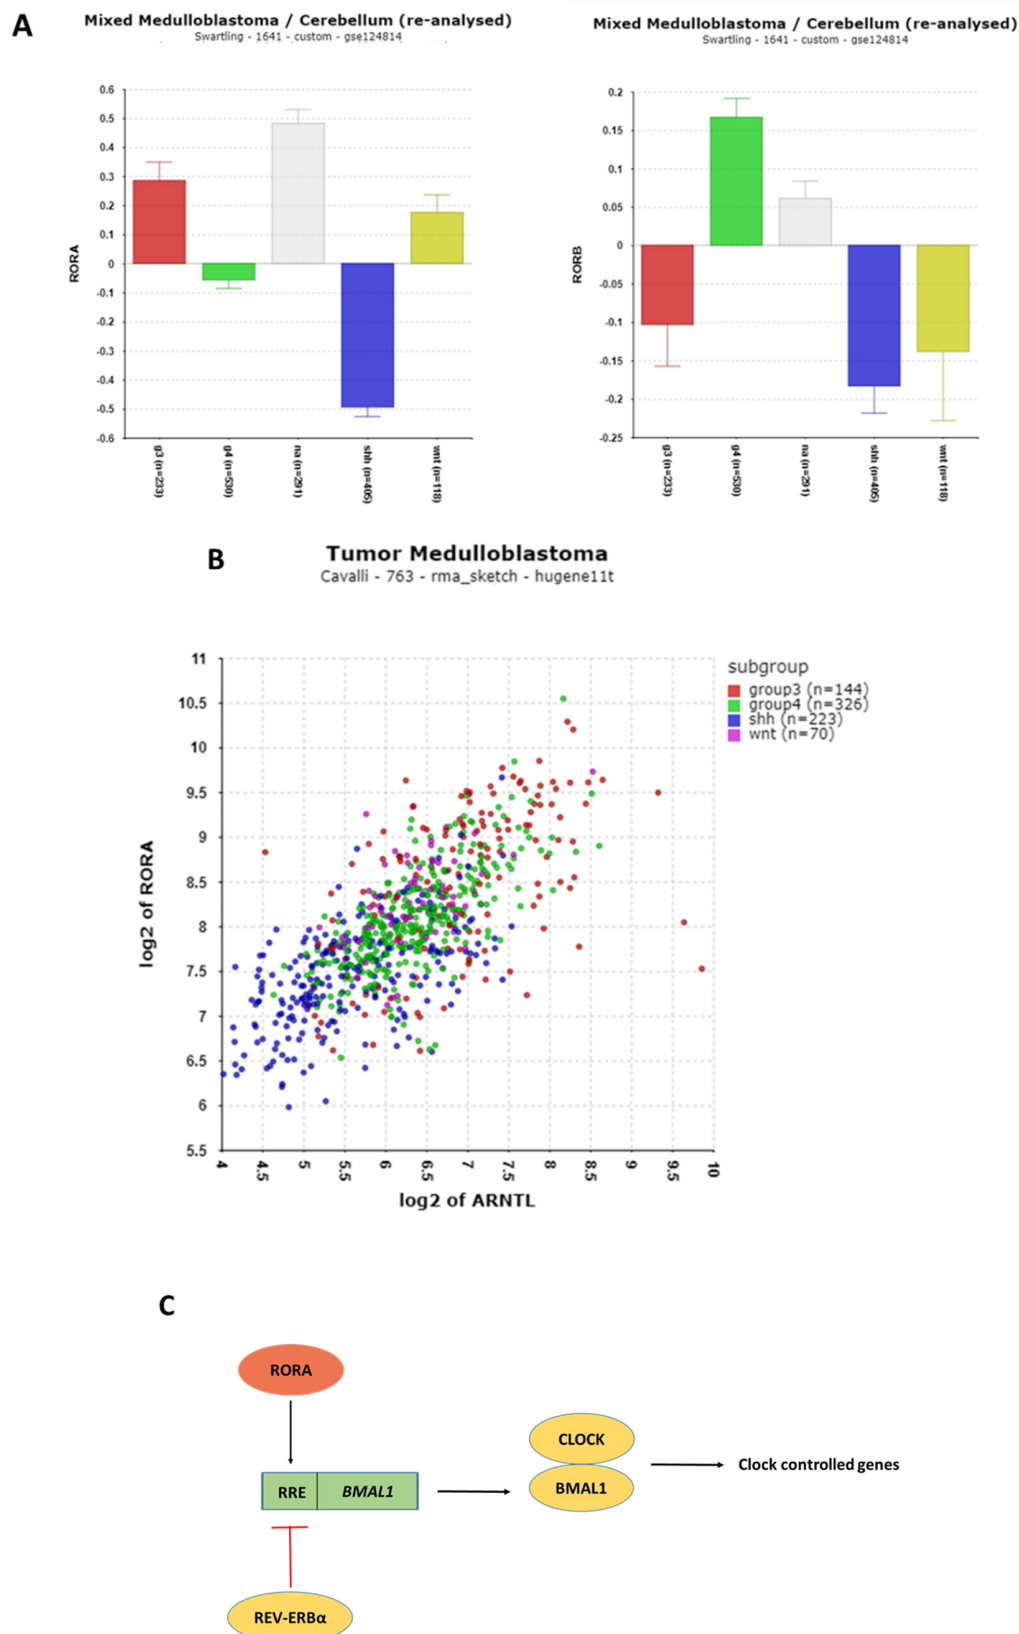 A
Mixed Medulloblastoma / Cerebellum (re-analysed)
Swartling - 1641 - custom - gse124814
0.6
0.5
0.4
0.3
0.2
0.1
0
-0.1
-0.2
-0.3
-0.4
-0.5
-0.6
RORA
g3 (n=233)
g4 (n=530)
na (n=291)
shh (n=405)
wnt (n=118)
Mixed Medulloblastoma / Cerebellum (re-analysed)
Swartling - 1641 - custom - gse124814
0.2
0.15
0.1
0.05
0
-0.05
-0.1
-0.15
-0.2
-0.25
RORB
g3 (n=233)
g4 (n=530)
na (n=291)
shh (n=405)
wnt (n=118)
B
Tumor Medulloblastoma
Cavalli - 763 - rma_sketch - hugene11t
11
10.5
10
9.5
9
8.5
8
7.5
7
6.5
6
5.5
log2 of RORA
4
4.5
5
5.5
6
6.5
7
7.5
8
8.5
9
9.5
10
log2 of ARNTL
subgroup
group3 (n=144)
group4 (n=326)
shh (n=223)
wnt (n=70)
C
RORA
RRE
BMAL1
CLOCK
BMAL1
Clock controlled genes
REV-ERBα